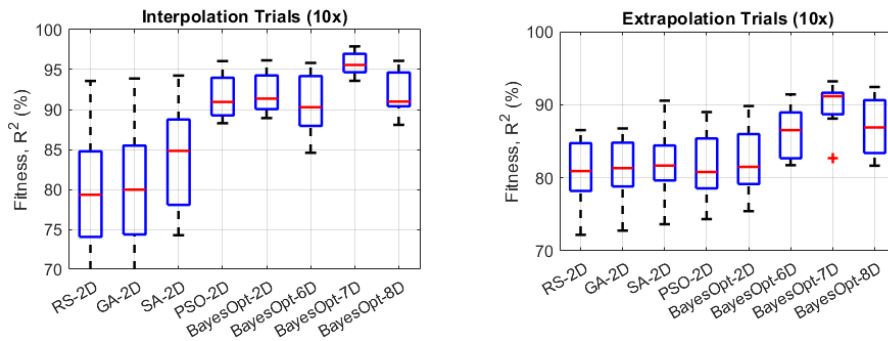 Interpolation Trials (10x)
Fitness, R² (%)
100
95
90
85
80
75
70
RS-2D
GA-2D
SA-2D
PSO-2D
BayesOpt-2D
BayesOpt-6D
BayesOpt-7D
BayesOpt-8D
Extrapolation Trials (10x)
Fitness, R² (%)
100
90
80
70
RS-2D
GA-2D
SA-2D
PSO-2D
BayesOpt-2D
BayesOpt-6D
BayesOpt-7D
BayesOpt-8D